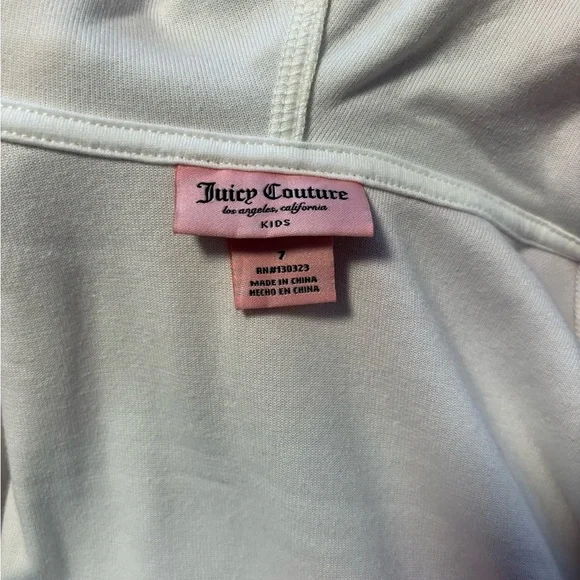 Juicy Couture
los angeles, california
KIDS
7
RN#130323
MADE IN CHINA
HECHO EN CHINA